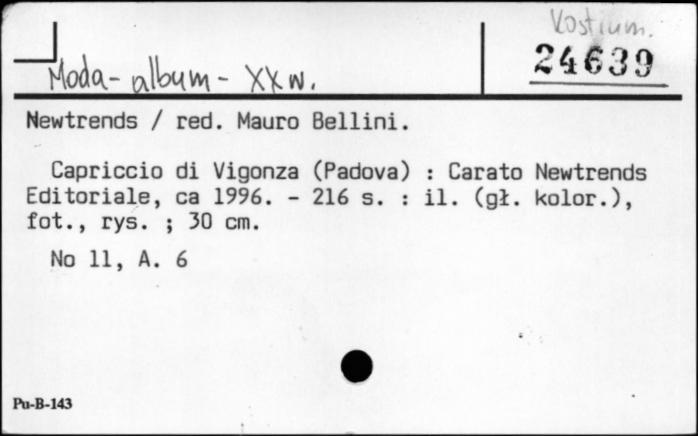 Kostium.
24639
Moda-album-XXw.
Newtrends / red. Mauro Bellini.
Capriccio di Vigonza (Padova) : Carato Newtrends
Editoriale, ca 1996. - 216 s. : il. (gł. kolor.),
fot., rys. ; 30 cm.
No 11, A. 6
Pu-B-143